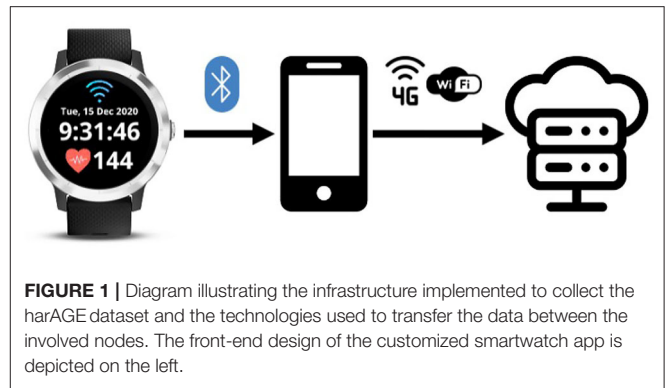 Tue, 15 Dec 2020
9:31:46
144
4G
Wi Fi
FIGURE 1 | Diagram illustrating the infrastructure implemented to collect the
harAGE dataset and the technologies used to transfer the data between the
involved nodes. The front-end design of the customized smartwatch app is
depicted on the left.